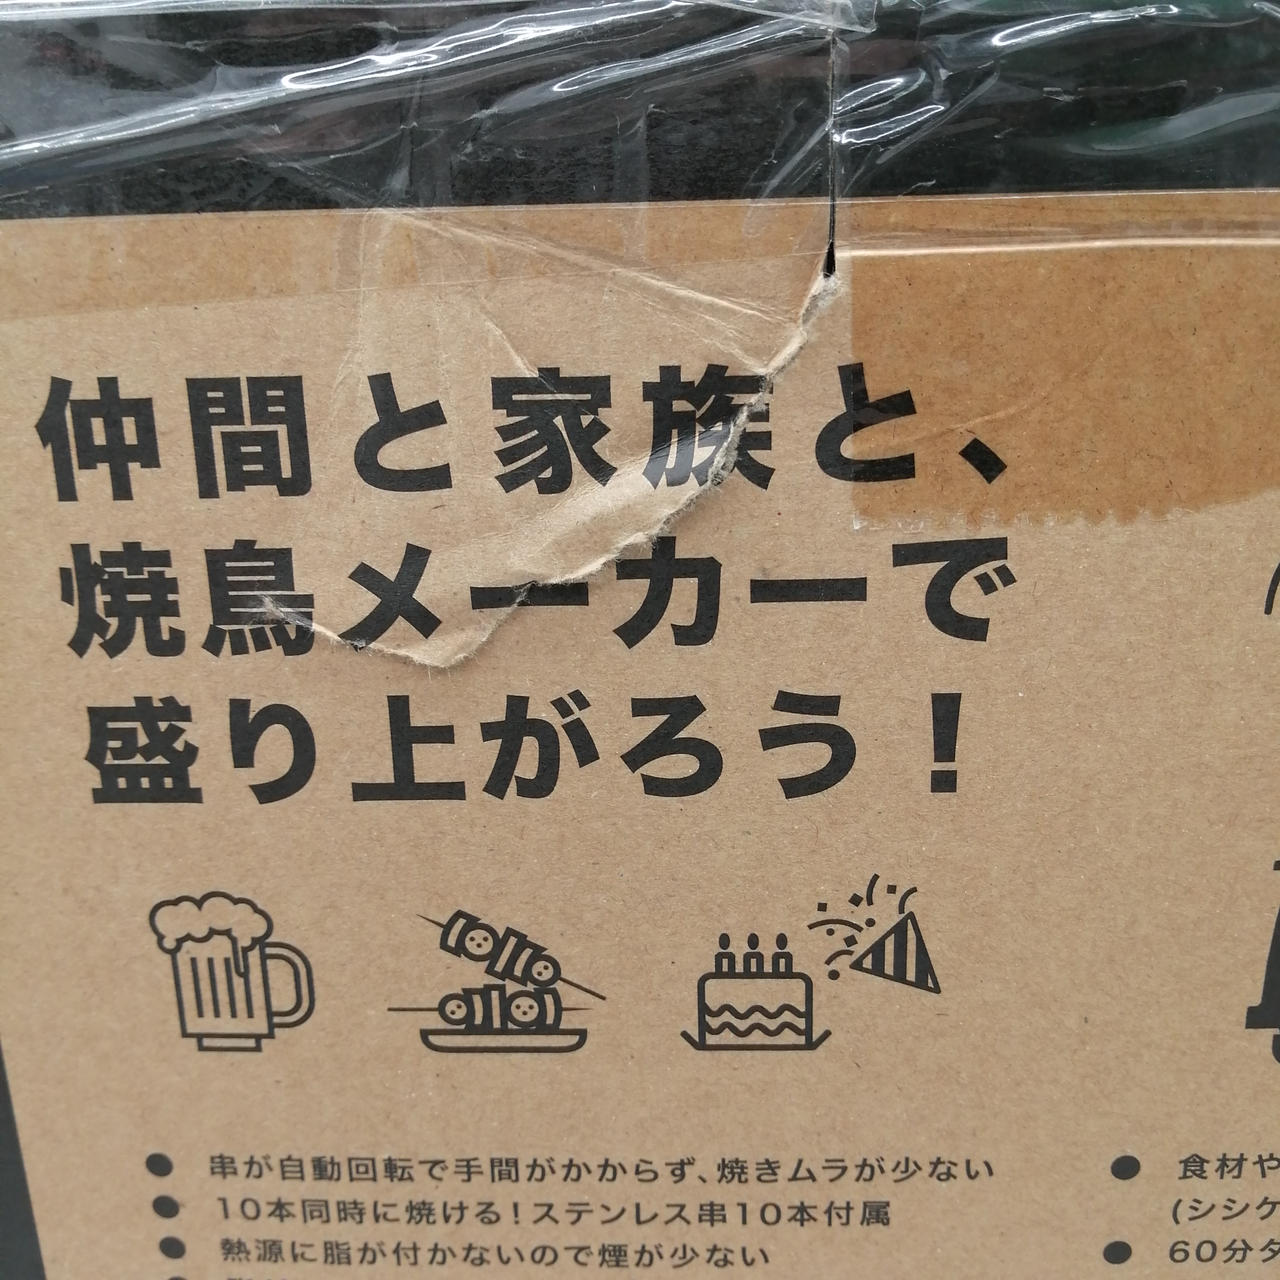 仲間と家族と、
焼鳥メーカーで
盛り上がろう！
● 串が自動回転で手間がかからず、焼きムラが少ない
● 10本同時に焼ける！ステンレス串10本付属
● 熱源に脂が付かないので煙が少ない
● 食材や
(シシケ
● 60分タ